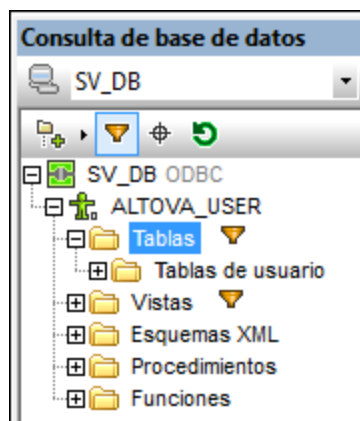 Consulta de base de datos
SV_DB
SV_DB ODBC
ALTOVA_USER
Tablas
Tablas de usuario
Vistas
Esquemas XML
Procedimientos
Funciones